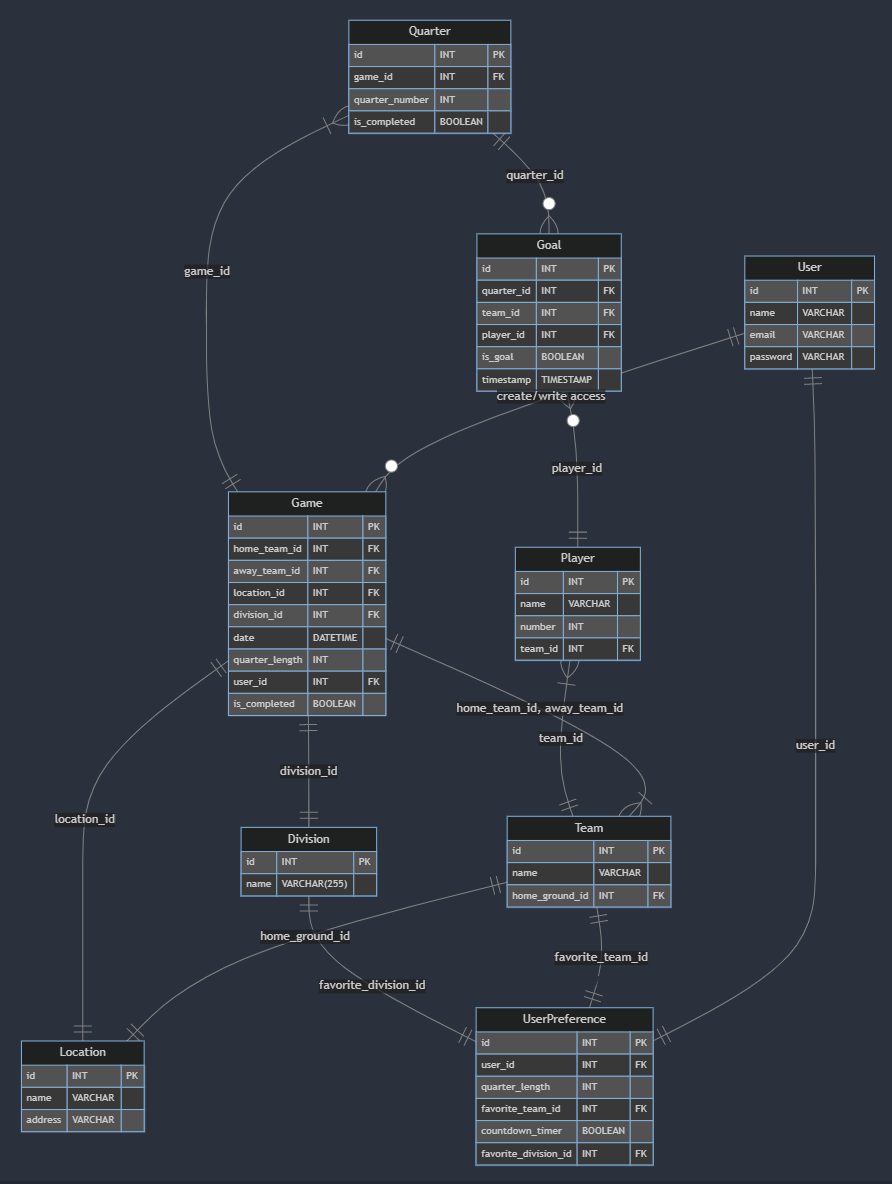 Quarter
id INT PK
game_id INT FK
quarter_number INT
is_completed BOOLEAN
quarter_id
game_id
Goal
id INT PK
quarter_id INT FK
team_id INT FK
player_id INT FK
is_goal BOOLEAN
timestamp TIMESTAMP
User
id INT PK
name VARCHAR
email VARCHAR
password VARCHAR
create/write access
player_id
Game
id INT PK
home_team_id INT FK
away_team_id INT FK
location_id INT FK
division_id INT FK
date DATETIME
quarter_length INT
user_id INT FK
is_completed BOOLEAN
Player
id INT PK
name VARCHAR
number INT
team_id INT FK
home_team_id, away_team_id
team_id
user_id
division_id
location_id
Division
id INT PK
name VARCHAR(255)
Team
id INT PK
name VARCHAR
home_ground_id INT FK
home_ground_id
favorite_team_id
favorite_division_id
Location
id INT PK
name VARCHAR
address VARCHAR
UserPreference
id INT PK
user_id INT FK
quarter_length INT
favorite_team_id INT FK
countdown_timer BOOLEAN
favorite_division_id INT FK